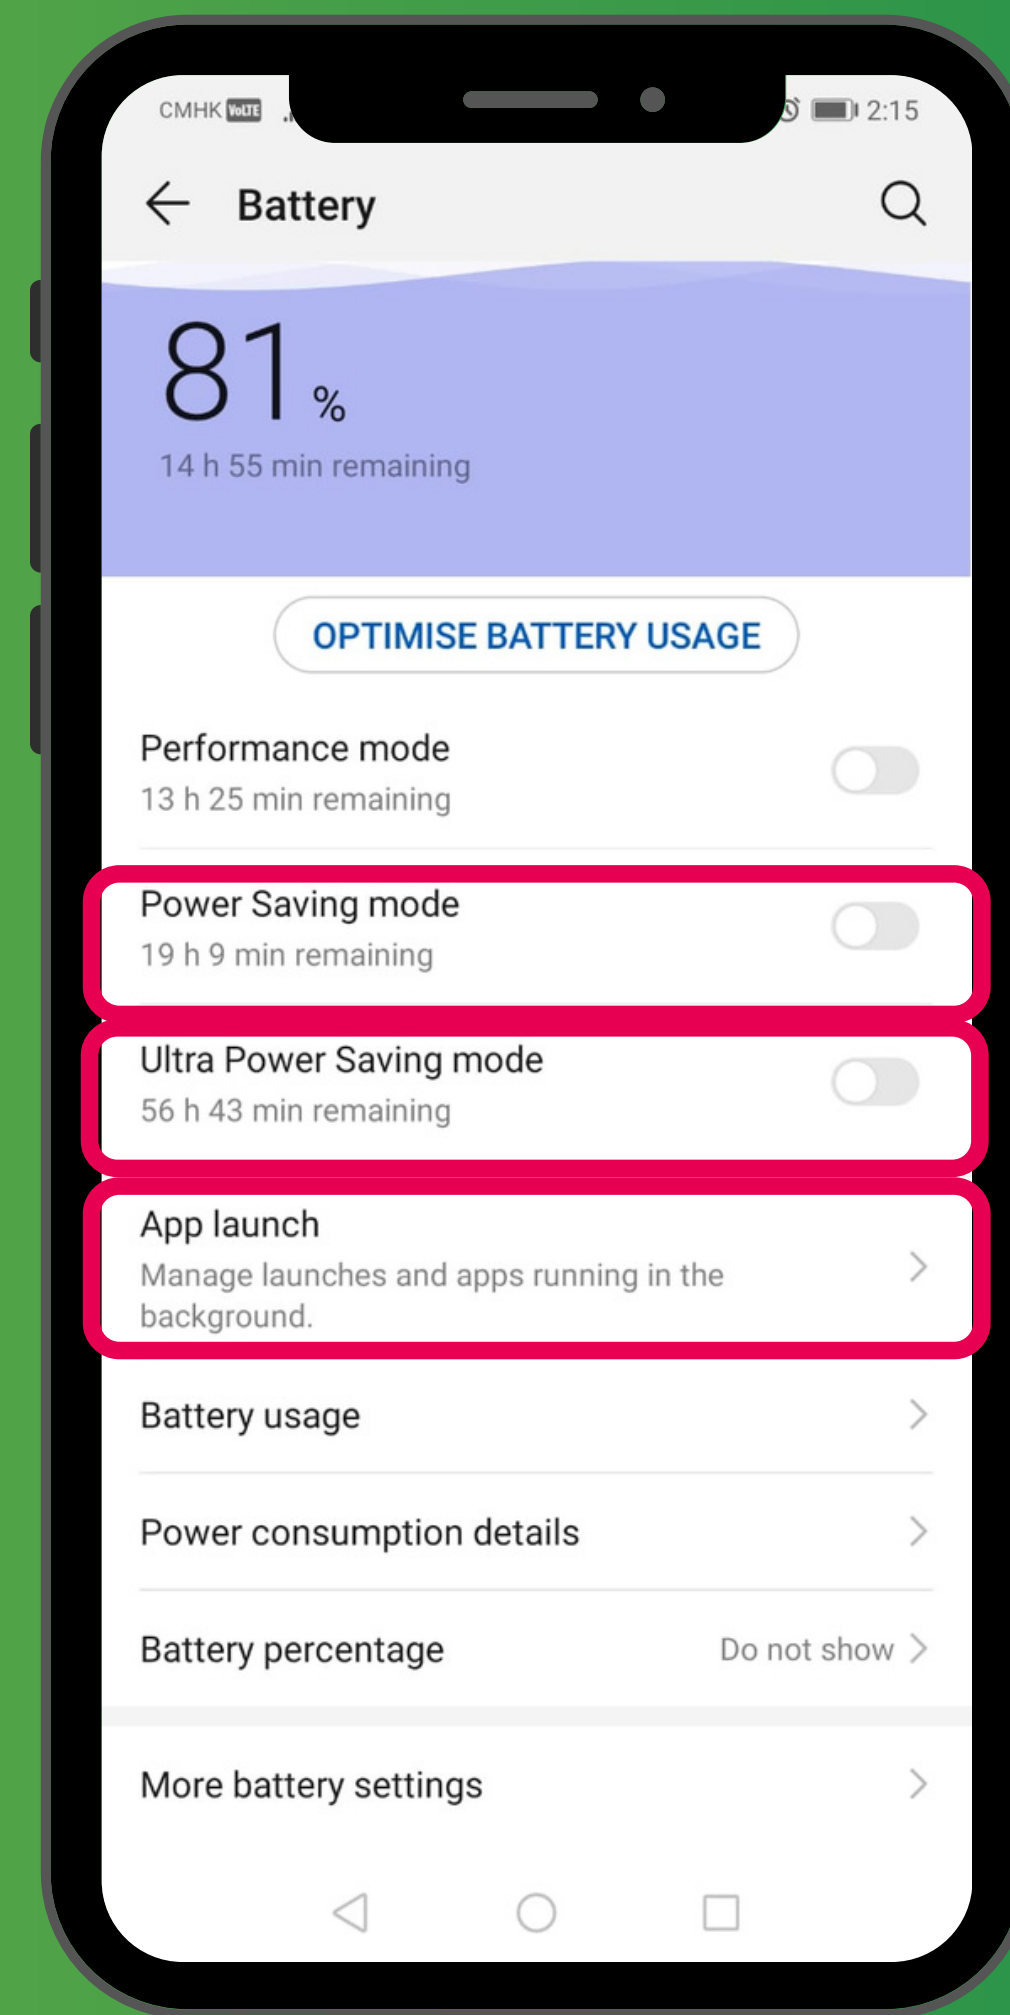 CMHK VoLTE 2:15
Battery
81 %
14 h 55 min remaining
OPTIMISE BATTERY USAGE
Performance mode
13 h 25 min remaining
Power Saving mode
19 h 9 min remaining
Ultra Power Saving mode
56 h 43 min remaining
App launch
Manage launches and apps running in the
background.
Battery usage
Power consumption details
Battery percentage Do not show
More battery settings